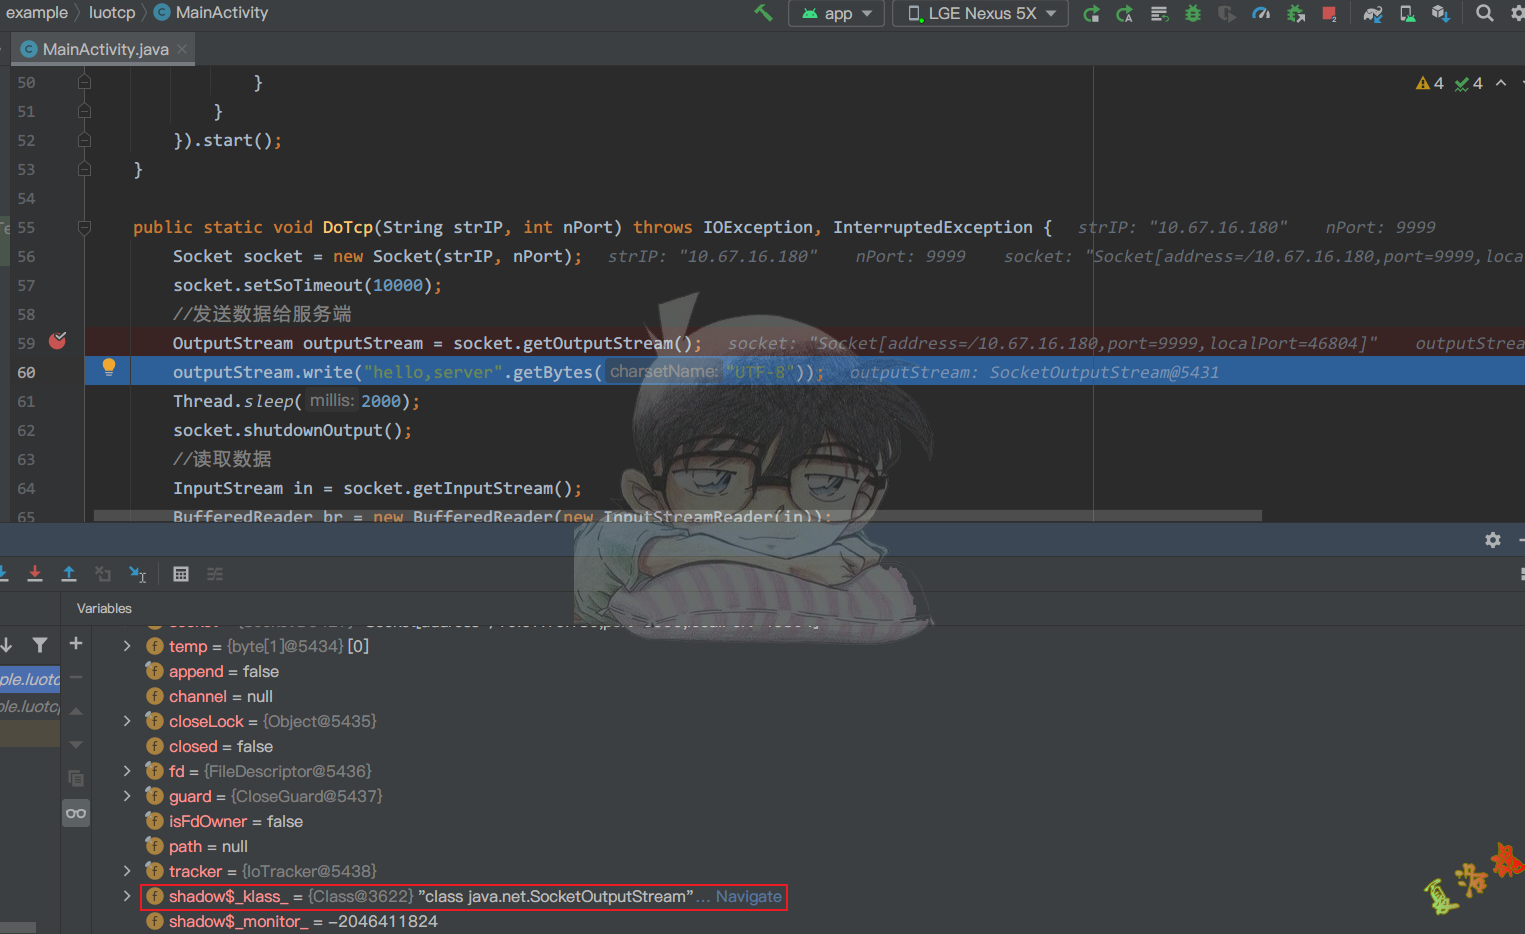 example 〉 luotcp 〉 C MainActivity
app
LGE Nexus 5X
MainActivity.java
4 4
50 }
51 }
52 }).start();
53 }
54
55 public static void DoTcp(String strIP, int nPort) throws IOException, InterruptedException { strIP: "10.67.16.180" nPort: 9999
56 Socket socket = new Socket(strIP, nPort); strIP: "10.67.16.180" nPort: 9999 socket: "Socket[address=/10.67.16.180,port=9999,loca
57 socket.setSoTimeout(10000);
58 //发送数据给服务端
59 OutputStream outputStream = socket.getOutputStream(); socket: "Socket[address=/10.67.16.180,port=9999,localPort=46804]" outputStrea
60 outputStream.write("hello,server".getBytes( charsetName: "UTF-8")); outputStream: SocketOutputStream@5431
61 Thread.sleep( millis: 2000);
62 socket.shutdownOutput();
63 //读取数据
64 InputStream in = socket.getInputStream();
65 BufferedReader br = new BufferedReader(new InputStreamReader(in));
Variables
temp = {byte[1]@5434} [0]
append = false
channel = null
closeLock = {Object@5435}
closed = false
fd = {FileDescriptor@5436}
guard = {CloseGuard@5437}
isFdOwner = false
path = null
tracker = {IoTracker@5438}
shadow$_klass_ = {Class@3622} "class java.net.SocketOutputStream"... Navigate
shadow$_monitor_ = -2046411824
ple.luotc
ple.luotcp
夏洛魂